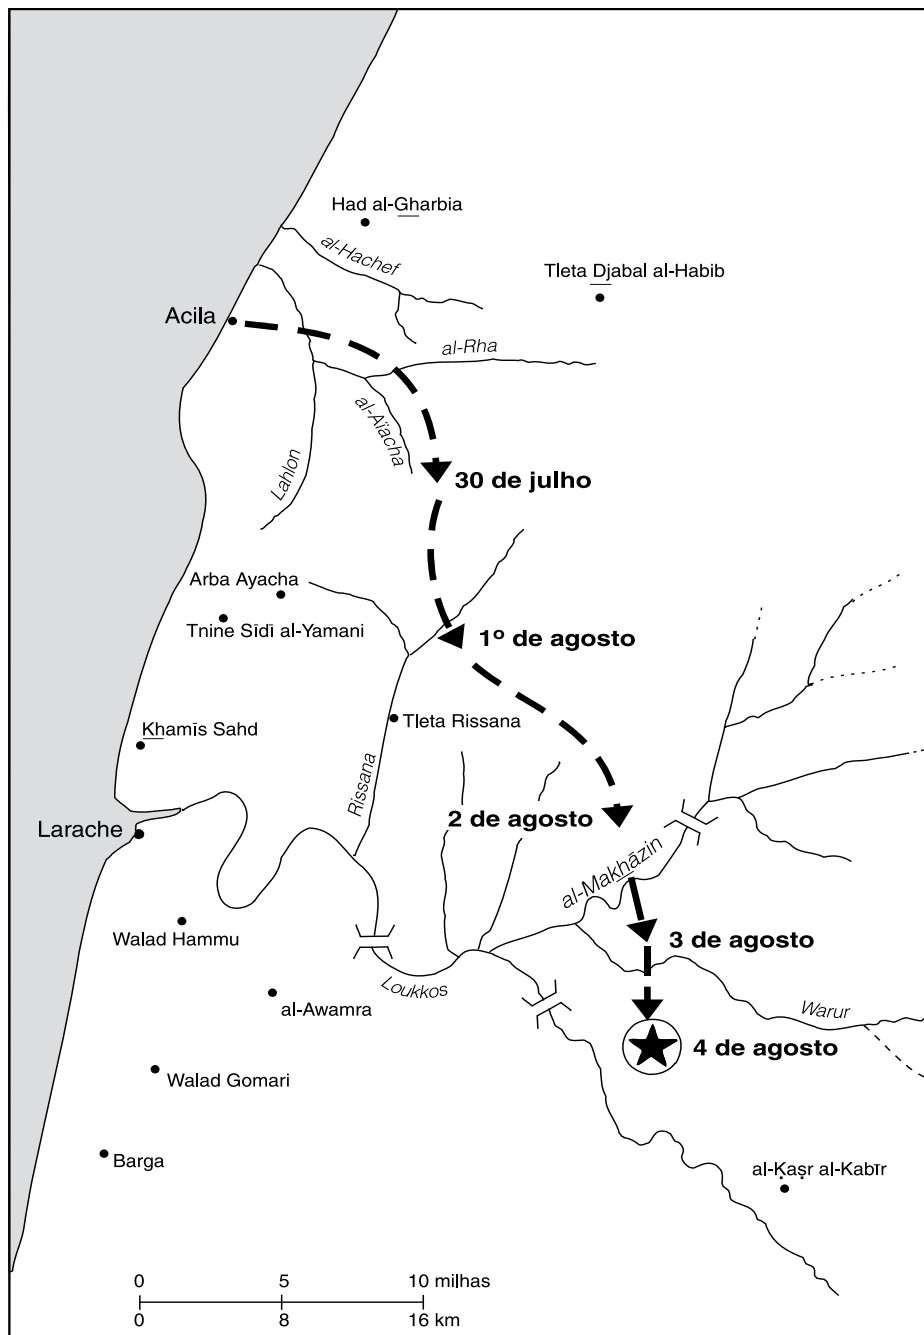 Had al-Gharbia
al-Hachef
Tleta Djabal al-Habib
Acila
al-Rha
al-Aïacha
Lahlon
30 de julho
Arba Ayacha
Tnine Sīdī al-Yamani
1º de agosto
Khamīs Sahd
Tleta Rissana
Rissana
Larache
2 de agosto
al-Makhāzin
Walad Hammu
3 de agosto
Loukkos
al-Awamra
Warur
4 de agosto
Walad Gomari
Barga
al-Ḳaṣr al-Kabīr
0 5 10 milhas
0 8 16 km